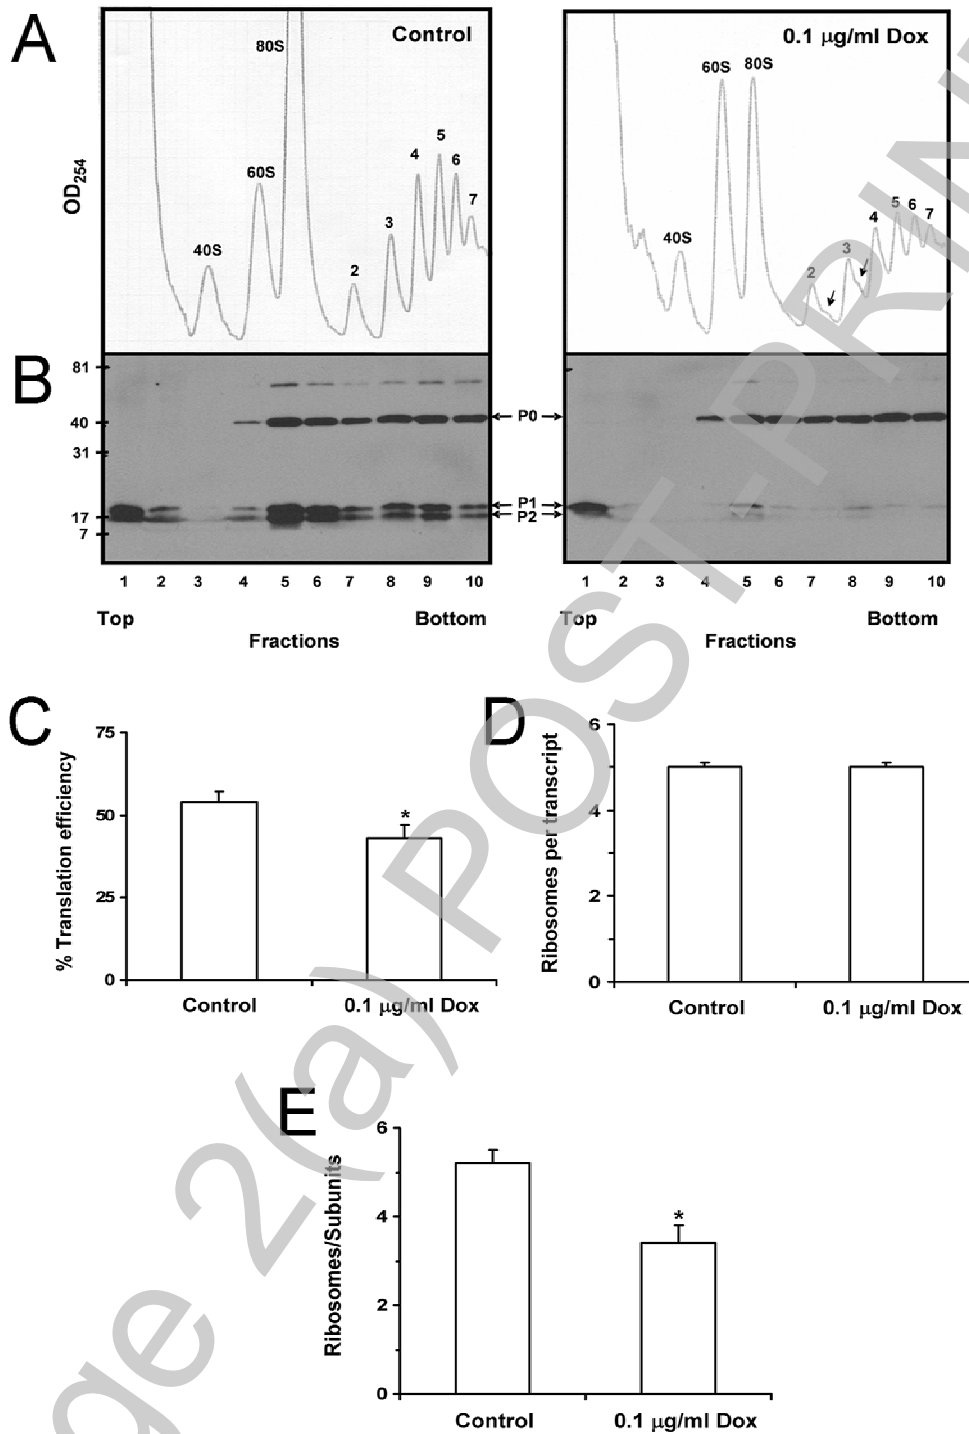 A
Control
0.1 μg/ml Dox
OD254
80S
60S
40S
2
3
4
5
6
7
60S
80S
40S
2
3
4
5
6
7
B
81
40
31
17
7
P0
P1
P2
1 2 3 4 5 6 7 8 9 10
1 2 3 4 5 6 7 8 9 10
Top
Bottom
Top
Bottom
Fractions
Fractions
C
% Translation efficiency
75
50
25
0
*
Control
0.1 μg/ml Dox
D
Ribosomes per transcript
6
4
2
0
Control
0.1 μg/ml Dox
E
Ribosomes/Subunits
6
4
2
0
*
Control
0.1 μg/ml Dox
ge 2(a) POST-PRINT